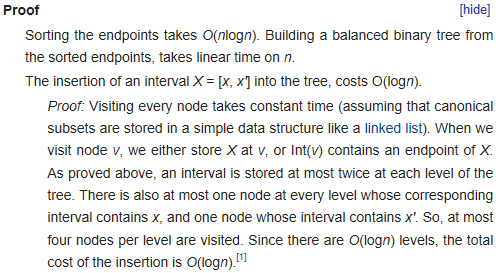 Proof [hide]
Sorting the endpoints takes O(nlogn). Building a balanced binary tree from
the sorted endpoints, takes linear time on n.
The insertion of an interval X = [x, x'] into the tree, costs O(logn).
Proof: Visiting every node takes constant time (assuming that canonical
subsets are stored in a simple data structure like a linked list). When we
visit node v, we either store X at v, or Int(v) contains an endpoint of X.
As proved above, an interval is stored at most twice at each level of the
tree. There is also at most one node at every level whose corresponding
interval contains x, and one node whose interval contains x'. So, at most
four nodes per level are visited. Since there are O(logn) levels, the total
cost of the insertion is O(logn).[1]